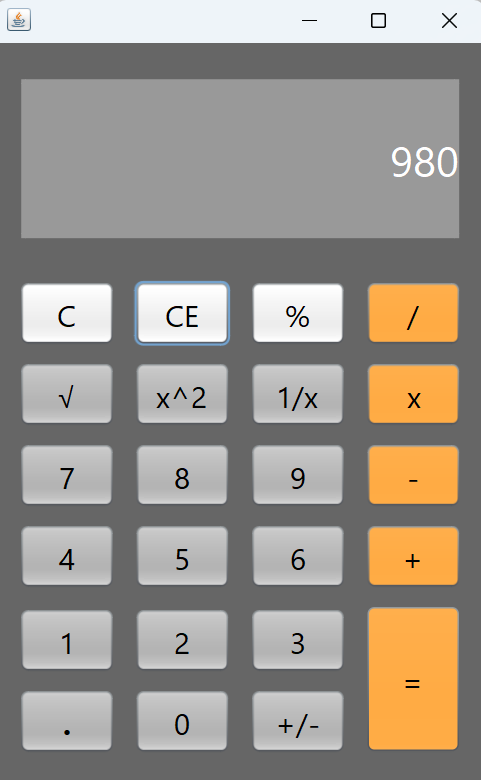 980
C CE % /
√ x^2 1/x x
7 8 9 -
4 5 6 +
1 2 3
=
. 0 +/-